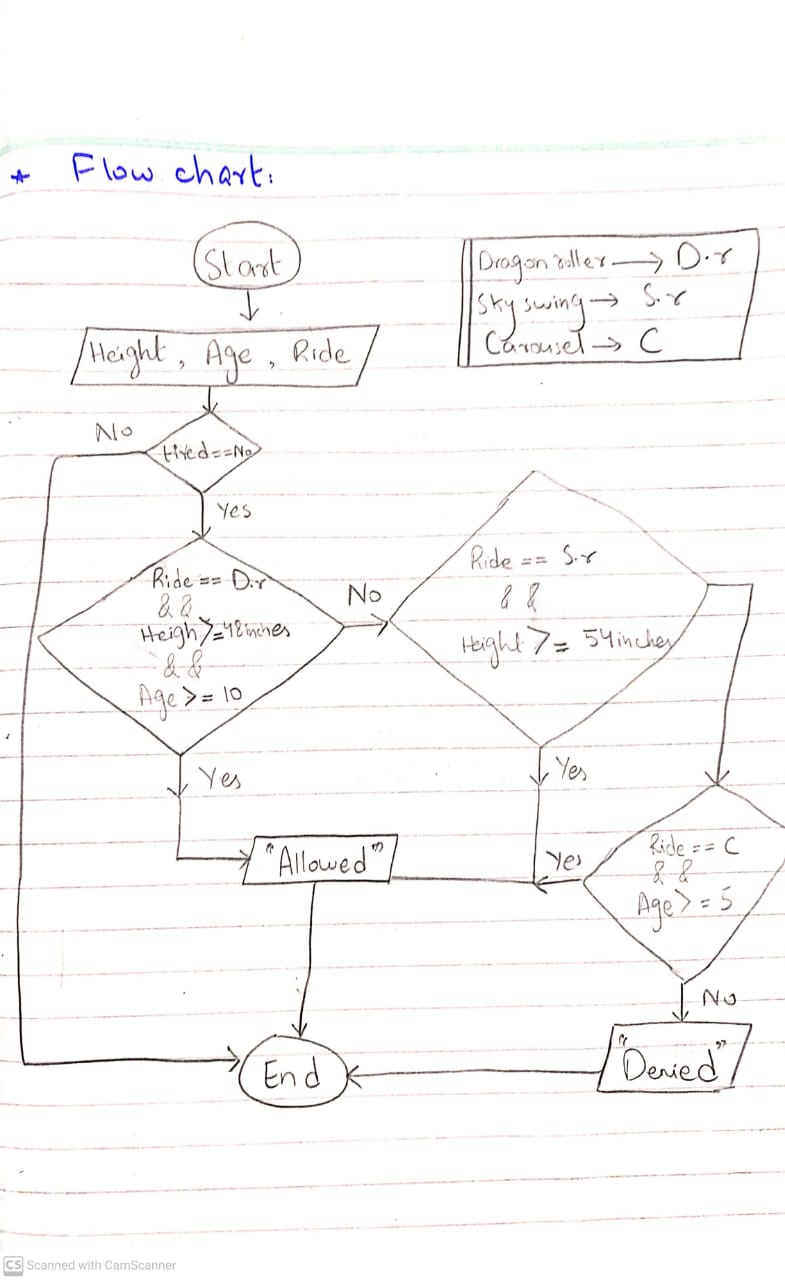 * Flow chart:
Start
Dragon roller → D.r
Sky swing → S.r
Carousel → C
Height, Age, Ride
No
tired==No
Yes
Ride == D.r
&&
Heigh>=48inches
&&
Age >= 10
No
Ride == S.r
&&
Height >= 54inches
Yes
Yes
"Allowed"
Yes
Ride == C
&&
Age >= 5
No
"Denied"
End
CS Scanned with CamScanner